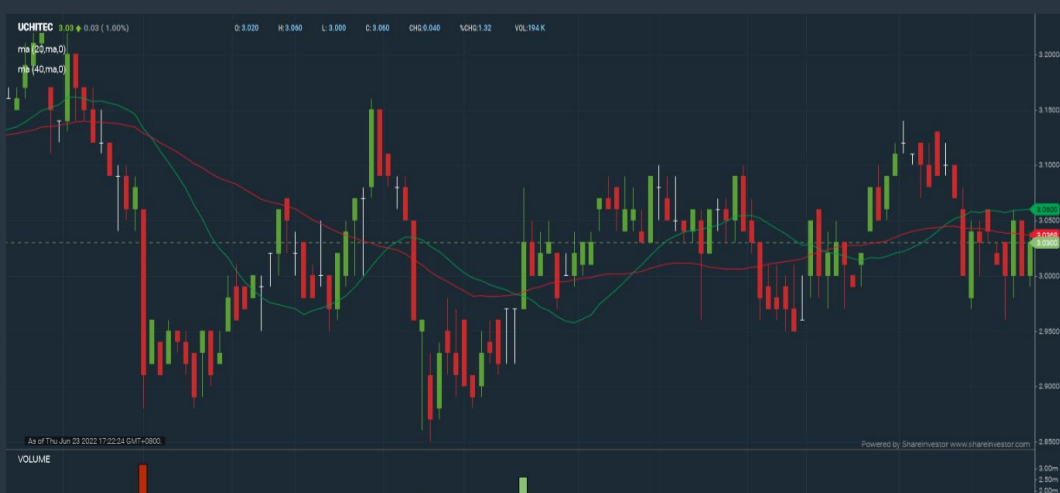 UCHITEC 3.03 0.03 ( 1.00%) O: 3.020 H: 3.060 L: 3.000 C: 3.060 CHG:0.040 %CHG:1.32 VOL:194 K
ma (20,ma,0)
ma (40,ma,0)
3.2000
3.1500
3.1000
3.0600
3.0500
3.0300
3.0000
2.9500
2.9000
2.8500
As of Thu Jun 23 2022 17:22:24 GMT+0800.
Powered by Shareinvestor www.shareinvestor.com
VOLUME
3.00m
2.50m
2.00m